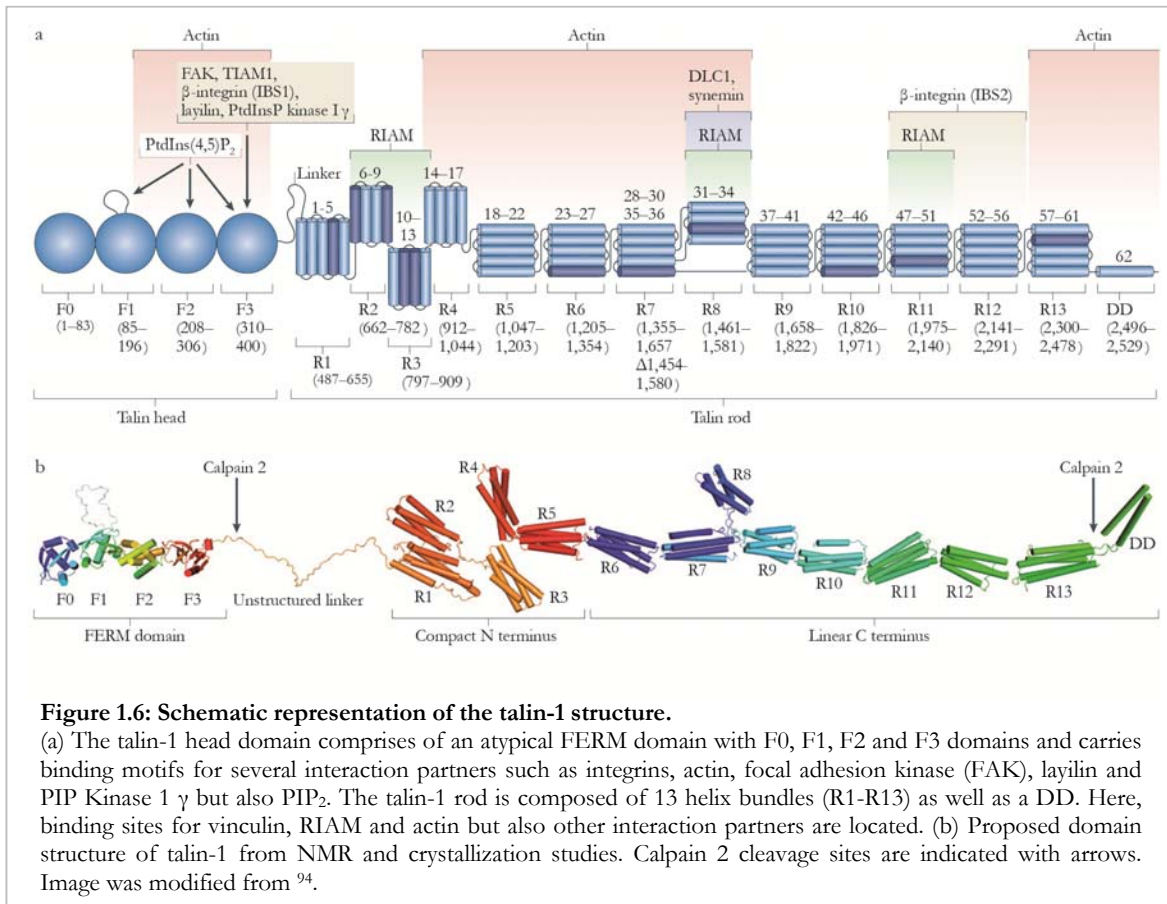 a
Actin
Actin
Actin
FAK, TIAM1,
β-integrin (IBS1),
layilin, PtdInsP kinase I γ
DLC1,
synemin
β-integrin (IBS2)
PtdIns(4,5)P2
RIAM
RIAM
RIAM
Linker
6-9
14–17
1-5
10–
13
18–22
23–27
28–30
35–36
31–34
37–41
42–46
47–51
52–56
57–61
62
F0
(1–83)
F1
(85–
196)
F2
(208–
306)
F3
(310–
400)
R1
(487–655)
R2
(662–782)
R3
(797–909)
R4
(912–
1,044)
R5
(1,047–
1,203)
R6
(1,205–
1,354)
R7
(1,355–
1,657
Δ1,454–
1,580)
R8
(1,461–
1,581)
R9
(1,658–
1,822)
R10
(1,826–
1,971)
R11
(1,975–
2,140)
R12
(2,141–
2,291)
R13
(2,300–
2,478)
DD
(2,496–
2,529)
Talin head
Talin rod
b
Calpain 2
Calpain 2
R4
R2
R5
R8
R6
R7
R9
R10
R11
R12
R13
DD
R1
R3
F0
F1
F2
F3
Unstructured linker
FERM domain
Compact N terminus
Linear C terminus
Figure 1.6: Schematic representation of the talin-1 structure.
(a) The talin-1 head domain comprises of an atypical FERM domain with F0, F1, F2 and F3 domains and carries
binding motifs for several interaction partners such as integrins, actin, focal adhesion kinase (FAK), layilin and
PIP Kinase 1 γ but also PIP2. The talin-1 rod is composed of 13 helix bundles (R1-R13) as well as a DD. Here,
binding sites for vinculin, RIAM and actin but also other interaction partners are located. (b) Proposed domain
structure of talin-1 from NMR and crystallization studies. Calpain 2 cleavage sites are indicated with arrows.
Image was modified from 94.